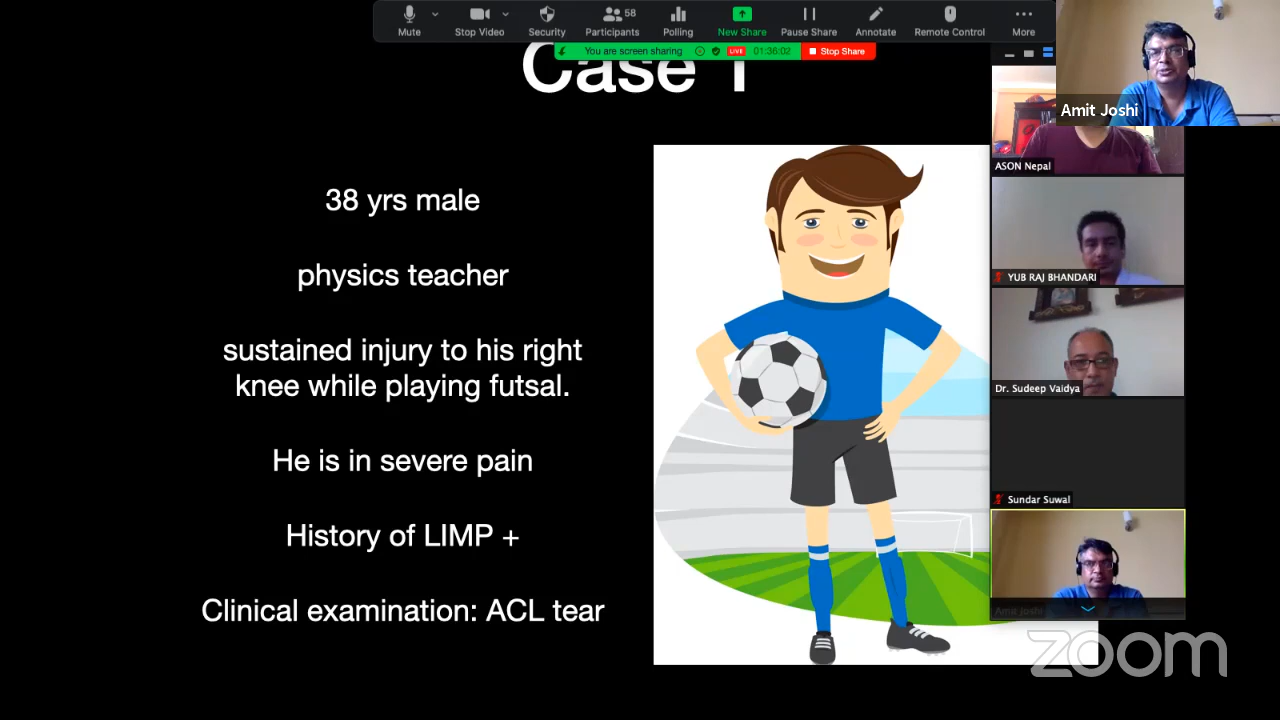 58
Mute
Stop Video
Security
Participants
Polling
New Share
Pause Share
Annotate
Remote Control
More
You are screen sharing
LIVE
01:36:02
Stop Share
Amit Joshi
Case 1
ASON Nepal
38 yrs male
physics teacher
YUB RAJ BHANDARI
sustained injury to his right
knee while playing futsal.
Dr. Sudeep Vaidya
He is in severe pain
Sundar Suwal
History of LIMP +
Clinical examination: ACL tear
Amit Joshi
zoom